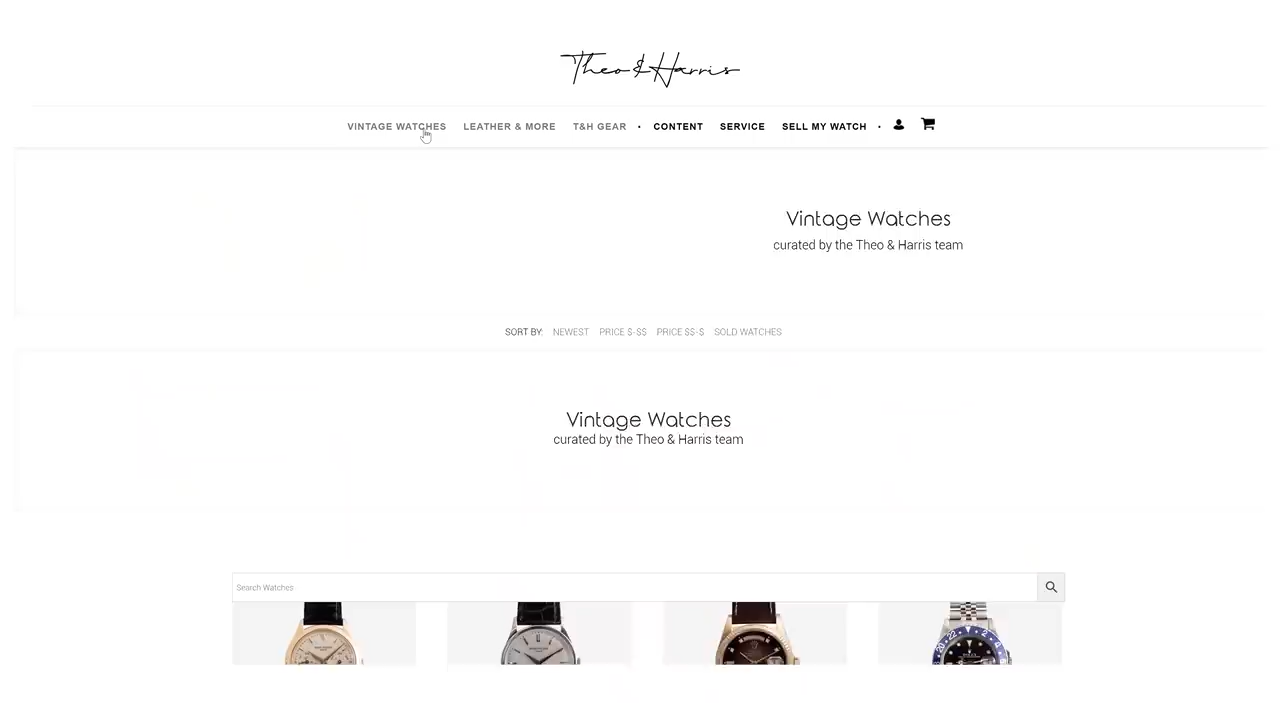 Theo & Harris
VINTAGE WATCHES LEATHER & MORE T&H GEAR • CONTENT SERVICE SELL MY WATCH •
Vintage Watches
curated by the Theo & Harris team
SORT BY: NEWEST PRICE $-$$ PRICE $$-$ SOLD WATCHES
Vintage Watches
curated by the Theo & Harris team
Search Watches